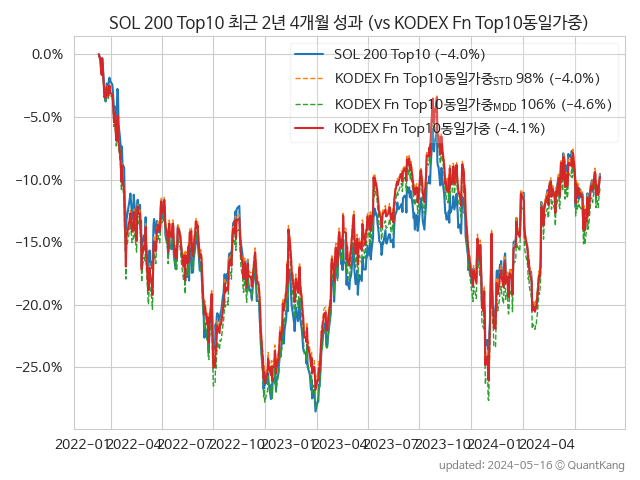 SOL 200 Top10 최근 2년 4개월 성과 (vs KODEX Fn Top10동일가중)
SOL 200 Top10 (−4.0%)
KODEX Fn Top10동일가중STD 98% (−4.0%)
KODEX Fn Top10동일가중MDD 106% (−4.6%)
KODEX Fn Top10동일가중 (−4.1%)
0.0%
−5.0%
−10.0%
−15.0%
−20.0%
−25.0%
2022-01 2022-04 2022-07 2022-10 2023-01 2023-04 2023-07 2023-10 2024-01 2024-04
updated: 2024-05-16 © QuantKang